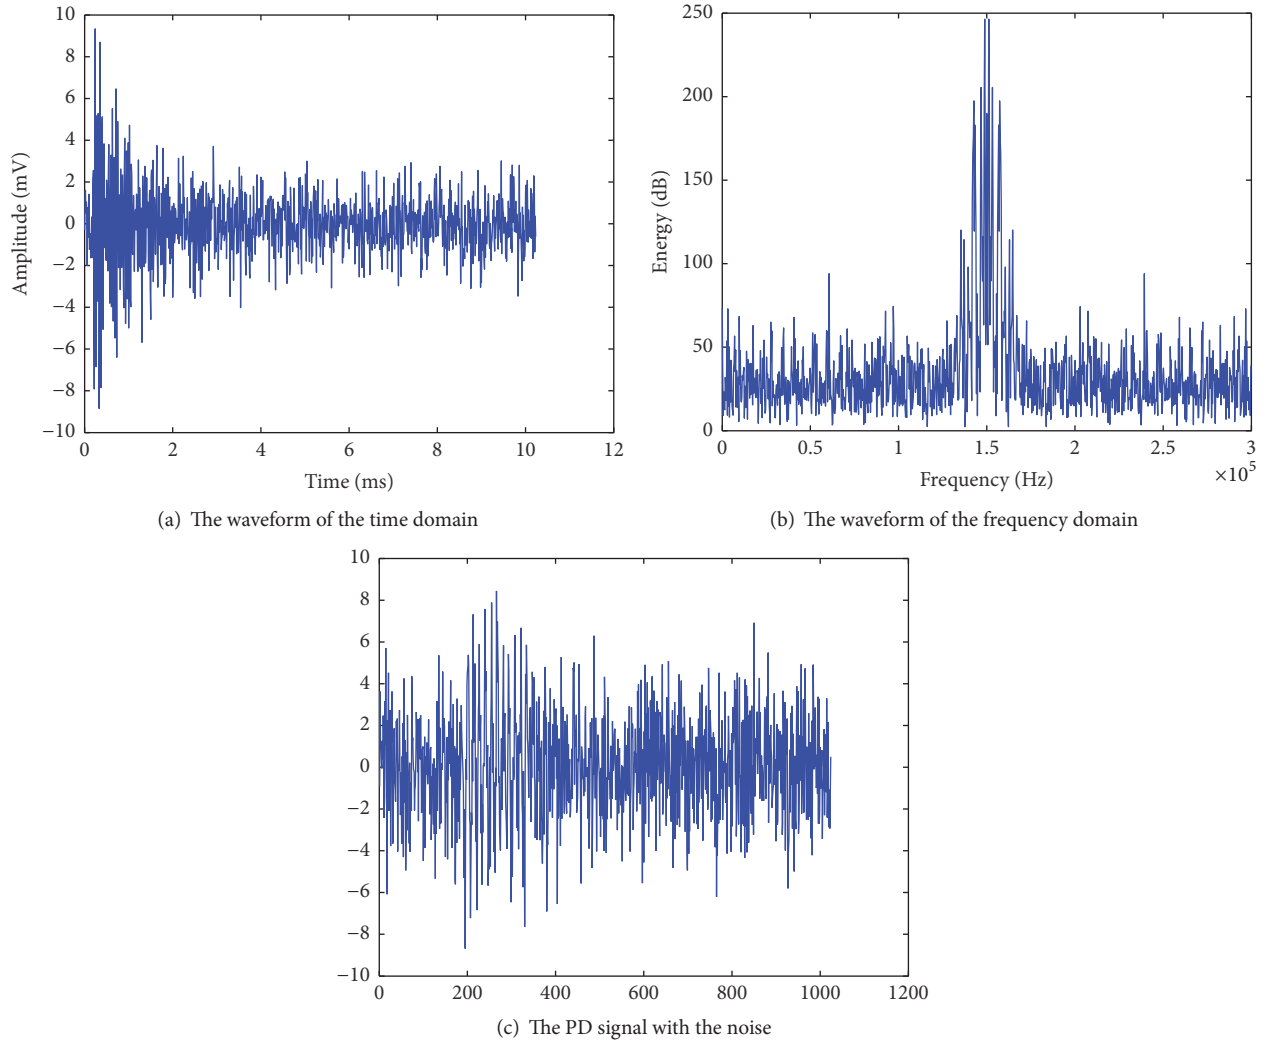 10
8
6
4
2
0
−2
−4
−6
−8
−10
Amplitude (mV)
0 2 4 6 8 10 12
Time (ms)
(a) The waveform of the time domain
250
200
150
100
50
0
Energy (dB)
0 0.5 1 1.5 2 2.5 3
×10⁵
Frequency (Hz)
(b) The waveform of the frequency domain
10
8
6
4
2
0
−2
−4
−6
−8
−10
0 200 400 600 800 1000 1200
(c) The PD signal with the noise